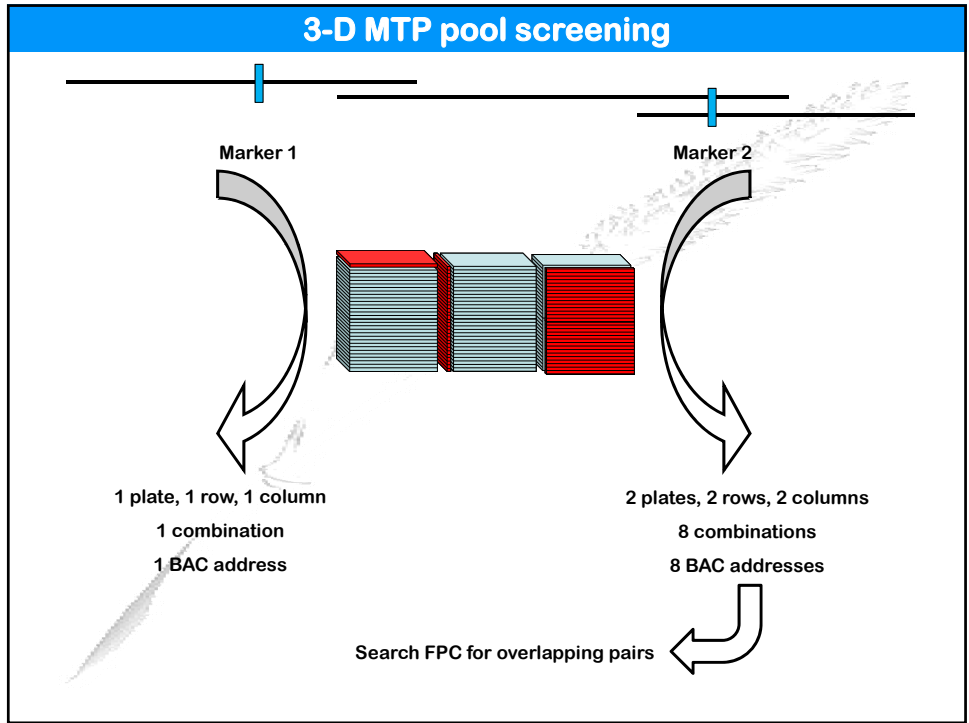 3-D MTP pool screening
Marker 1
Marker 2
1 plate, 1 row, 1 column
1 combination
1 BAC address
2 plates, 2 rows, 2 columns
8 combinations
8 BAC addresses
Search FPC for overlapping pairs